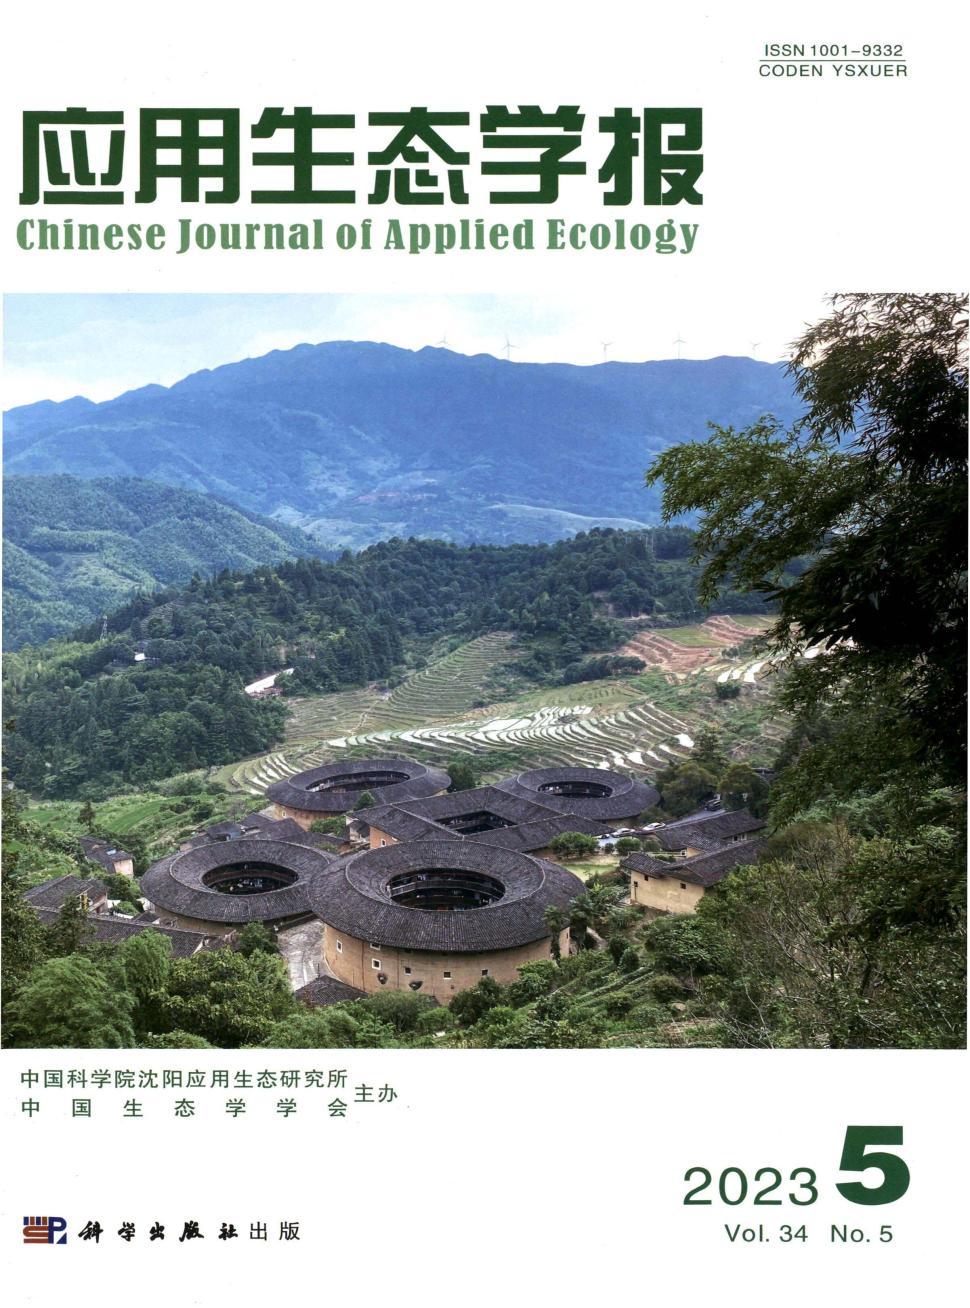 ISSN 1001-9332
CODEN YSXUER
应用生态学报
Chinese Journal of Applied Ecology
中国科学院沈阳应用生态研究所
中国生态学学会
主办
2023 5
Vol. 34 No. 5
科学出版社 出版